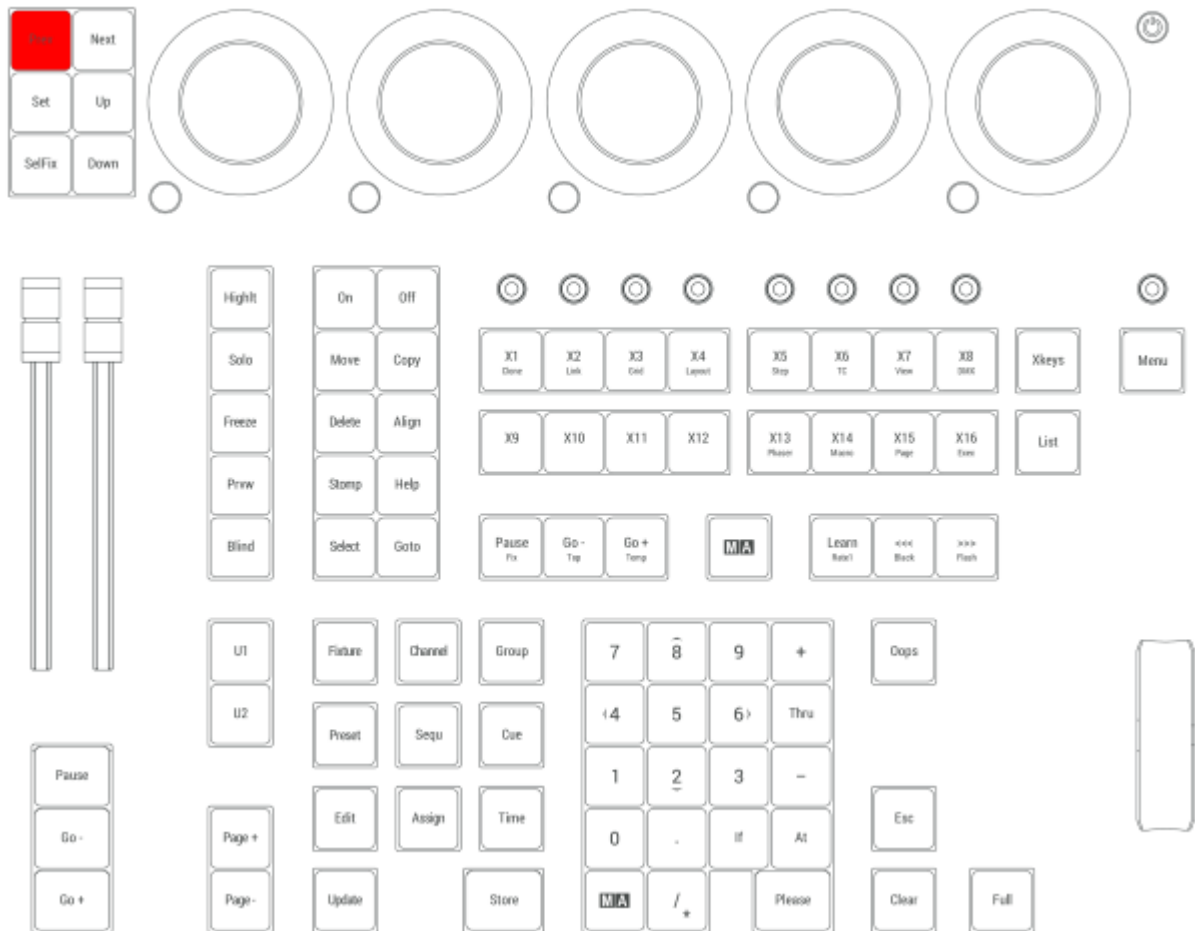 Prev Next
Set Up
SelFix Down
Highlt On Off
Solo Move Copy X1 X2 X3 X4 X5 X6 X7 X8 Xkeys Menu
Clone Link Grid Layout Step TC View DMX
Freeze Delete Align X9 X10 X11 X12 X13 X14 X15 X16 List
Phaser Macro Page Exec
Prvw Stomp Help
Blind Select Goto Pause Go - Go + MA Learn <<< >>>
Fix Top Temp Rate1 Black Flash
U1 Fixture Channel Group 7 8 9 + Oops
U2 Preset Sequ Cue 4 5 6 Thru
Pause 1 2 3 -
Go - Page + Edit Assign Time 0 . If At Esc
Go + Page - Update Store MA / * Please Clear Full